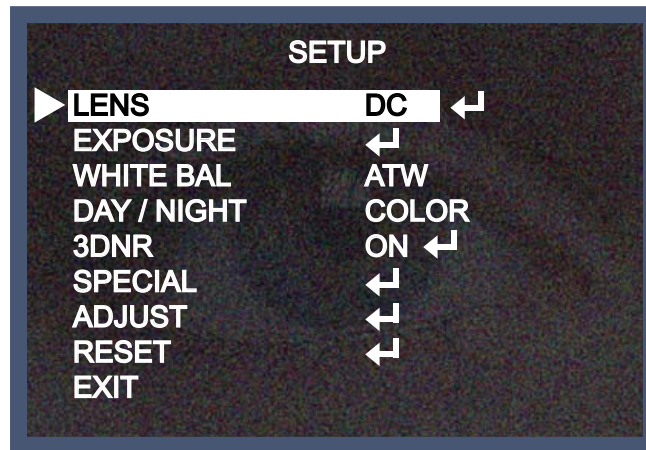 SETUP
LENS DC ↵
EXPOSURE ↵
WHITE BAL ATW
DAY / NIGHT COLOR
3DNR ON ↵
SPECIAL ↵
ADJUST ↵
RESET ↵
EXIT